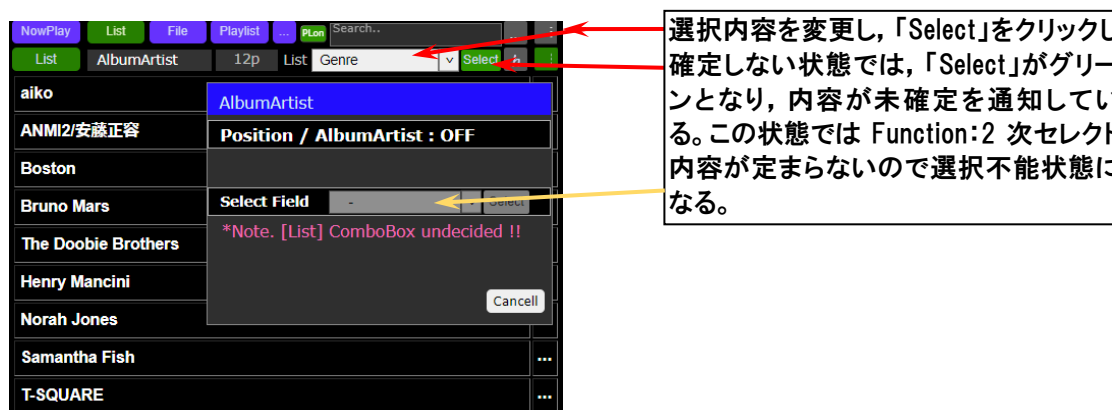 NowPlay List File Playlist ... PLon Search..
List AlbumArtist 12p List Genre v Select
aiko
ANMI2/安藤正容
Boston
Bruno Mars
The Doobie Brothers
Henry Mancini
Norah Jones
Samantha Fish ...
T-SQUARE ...
AlbumArtist
Position / AlbumArtist : OFF
Select Field - Select
*Note. [List] ComboBox undecided !!
Cancell
選択内容を変更し，「Select」をクリックし
確定しない状態では，「Select」がグリー
ンとなり，内容が未確定を通知してい
る。この状態では Function：2 次セレクト
内容が定まらないので選択不能状態に
なる。